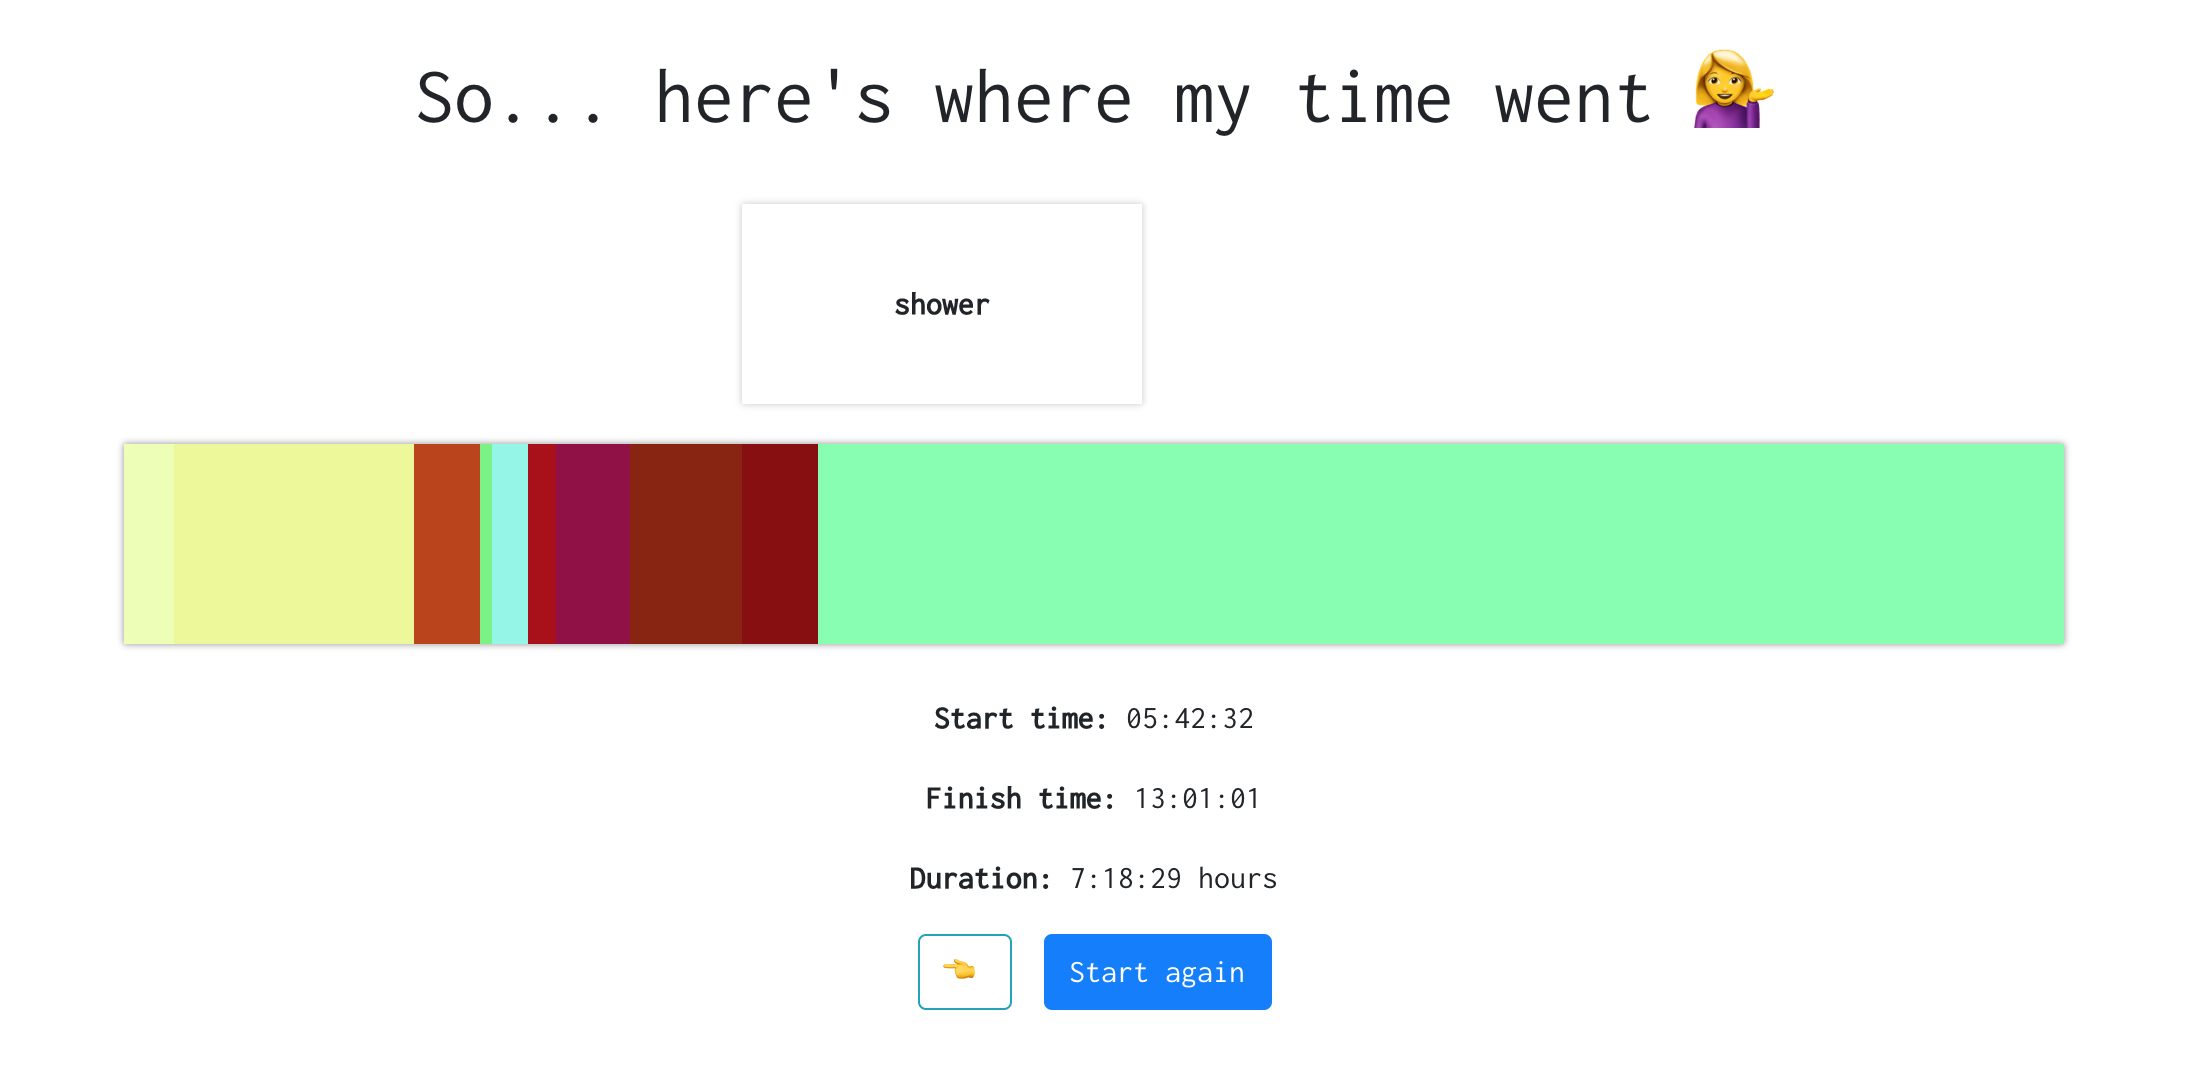 So... here's where my time went
shower
Start time: 05:42:32
Finish time: 13:01:01
Duration: 7:18:29 hours
Start again